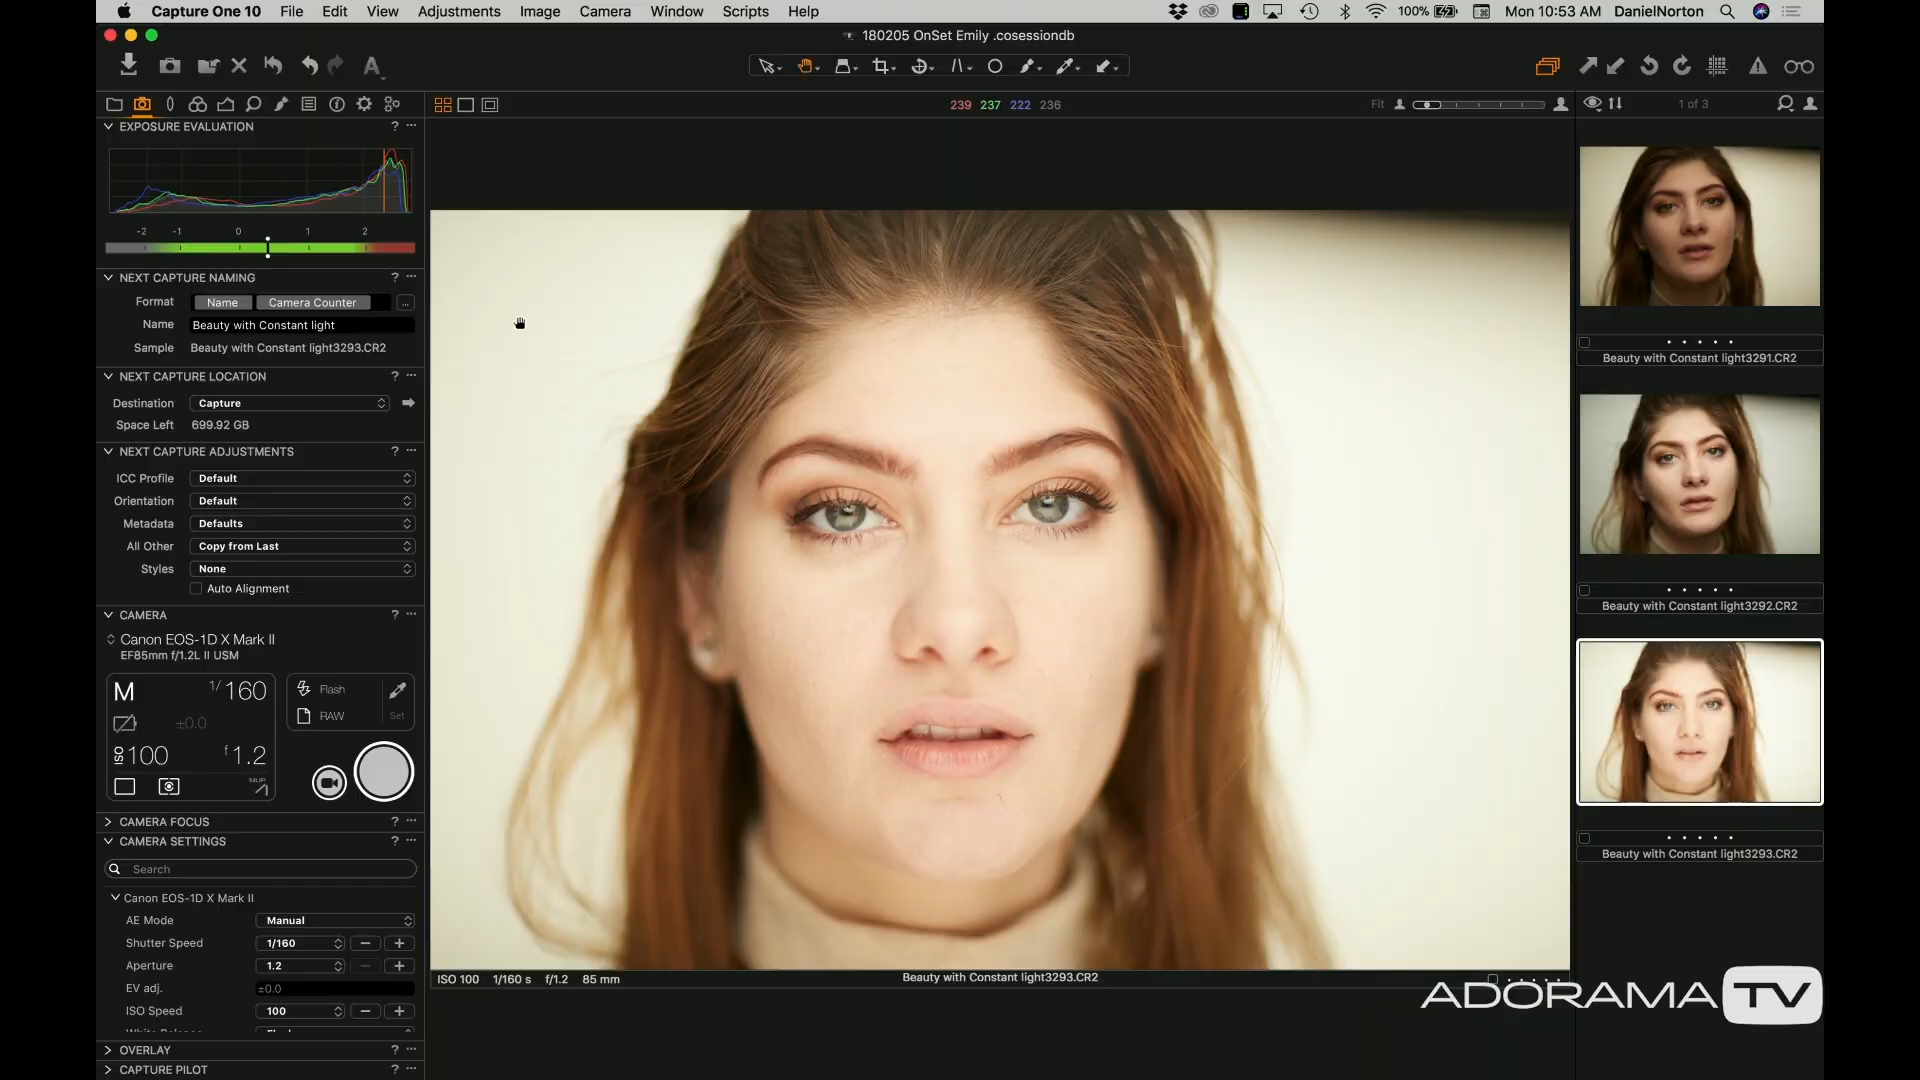 Capture One 10 File Edit View Adjustments Image Camera Window Scripts Help 100% Mon 10:53 AM DanielNorton
180205 OnSet Emily .cosessiondb
239 237 222 236 Fit 1 of 3
EXPOSURE EVALUATION ?
-2 -1 0 1 2
NEXT CAPTURE NAMING ?
Format Name Camera Counter ...
Name Beauty with Constant light
Sample Beauty with Constant light3293.CR2
NEXT CAPTURE LOCATION ?
Destination Capture
Space Left 699.92 GB
NEXT CAPTURE ADJUSTMENTS ?
ICC Profile Default
Orientation Default
Metadata Defaults
All Other Copy from Last
Styles None
Auto Alignment
CAMERA ?
Canon EOS-1D X Mark II
EF85mm f/1.2L II USM
M 1/160
Flash
±0.0
RAW
Set
ISO 100 f 1.2
MUP
CAMERA FOCUS ?
CAMERA SETTINGS ?
Search
Canon EOS-1D X Mark II
AE Mode Manual
Shutter Speed 1/160
Aperture 1.2
EV adj. ±0.0
ISO Speed 100
OVERLAY ?
CAPTURE PILOT ?
ISO 100 1/160 s f/1.2 85 mm
Beauty with Constant light3293.CR2
Beauty with Constant light3291.CR2
Beauty with Constant light3292.CR2
Beauty with Constant light3293.CR2
ADORAMA TV